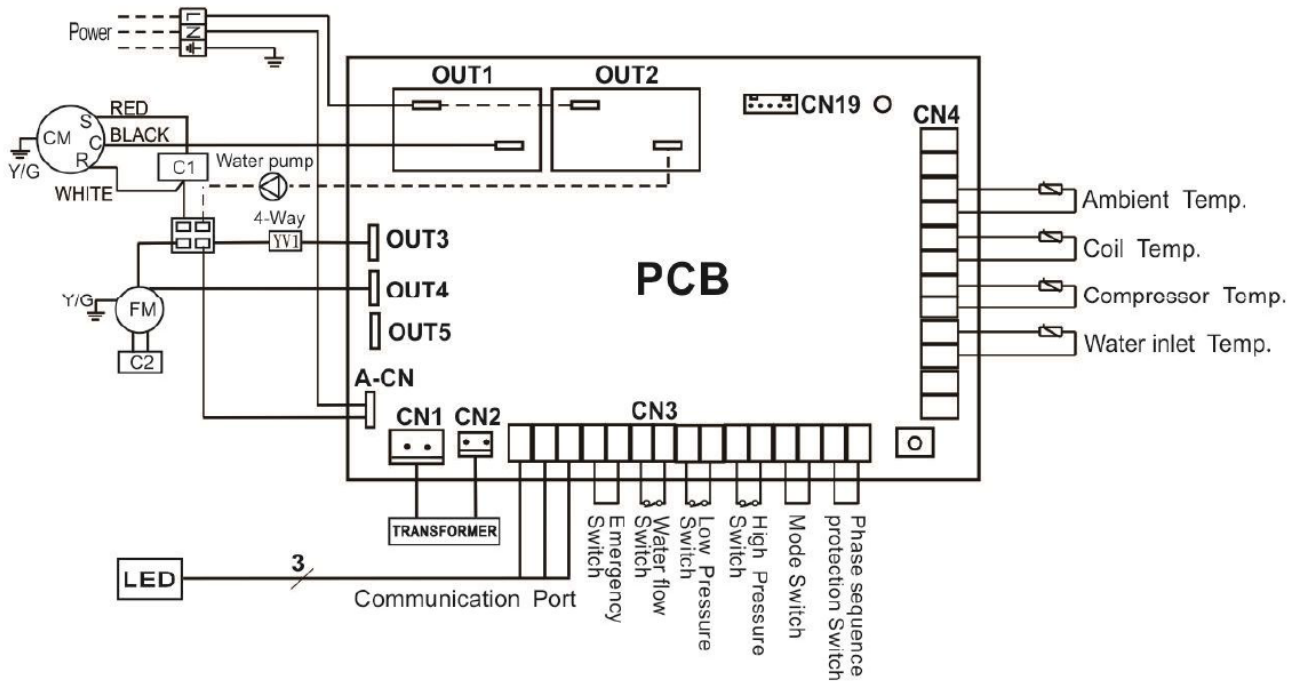 Power
L
N
OUT1
OUT2
CN19
CN4
RED
S
CM
C
BLACK
R
Y/G
WHITE
C1
Water pump
4-Way
YV1
OUT3
OUT4
OUT5
Y/G
FM
C2
PCB
Ambient Temp.
Coil Temp.
Compressor Temp.
Water inlet Temp.
A-CN
CN1
CN2
CN3
TRANSFORMER
LED
3
Communication Port
Emergency
Switch
Water flow
Switch
Low Pressure
Switch
High Pressure
Switch
Mode Switch
Phase sequence
protection Switch